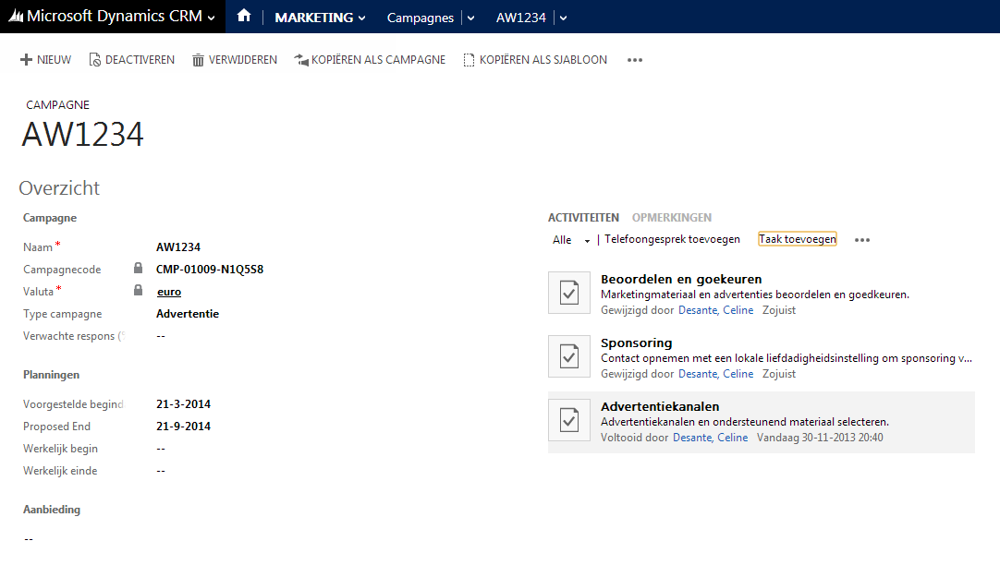 Microsoft Dynamics CRM MARKETING Campagnes AW1234
NIEUW DEACTIVEREN VERWIJDEREN KOPIËREN ALS CAMPAGNE KOPIËREN ALS SJABLOON •••
CAMPAGNE
AW1234
Overzicht
Campagne
Naam * AW1234
Campagnecode CMP-01009-N1Q5S8
Valuta * euro
Type campagne Advertentie
Verwachte respons (% --
Planningen
Voorgestelde begind 21-3-2014
Proposed End 21-9-2014
Werkelijk begin --
Werkelijk einde --
Aanbieding
--
ACTIVITEITEN OPMERKINGEN
Alle | Telefoongesprek toevoegen Taak toevoegen •••
Beoordelen en goekeuren
Marketingmateriaal en advertenties beoordelen en goedkeuren.
Gewijzigd door Desante, Celine Zojuist
Sponsoring
Contact opnemen met een lokale liefdadigheidsinstelling om sponsoring v...
Gewijzigd door Desante, Celine Zojuist
Advertentiekanalen
Advertentiekanalen en ondersteunend materiaal selecteren.
Voltooid door Desante, Celine Vandaag 30-11-2013 20:40